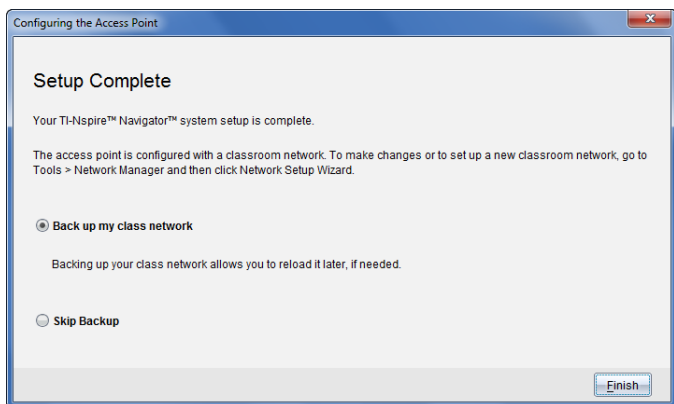 Configuring the Access Point
Setup Complete
Your TI-Nspire™ Navigator™ system setup is complete.
The access point is configured with a classroom network. To make changes or to set up a new classroom network, go to
Tools > Network Manager and then click Network Setup Wizard.
Back up my class network
Backing up your class network allows you to reload it later, if needed.
Skip Backup
Finish